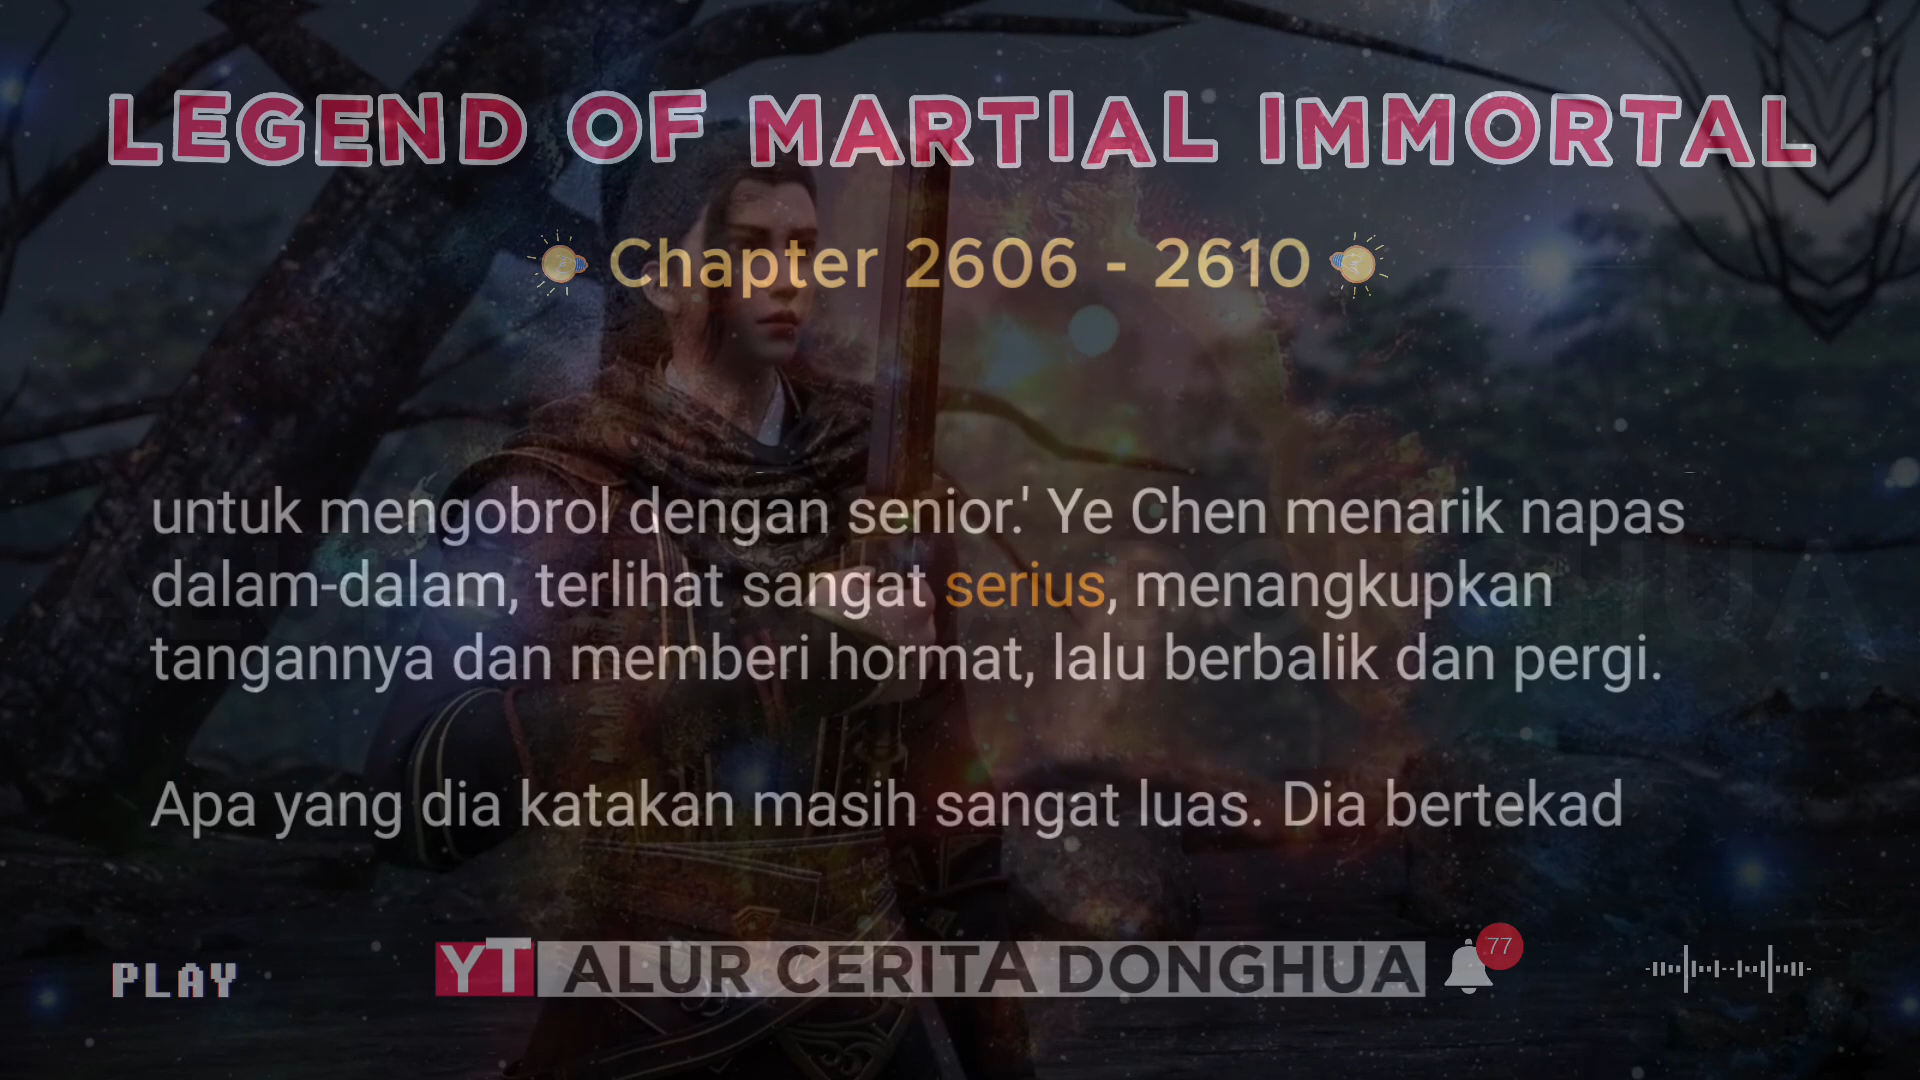 LEGEND OF MARTIAL IMMORTAL
Chapter 2606 - 2610
untuk mengobrol dengan senior.' Ye Chen menarik napas
dalam-dalam, terlihat sangat serius, menangkupkan
tangannya dan memberi hormat, lalu berbalik dan pergi.
Apa yang dia katakan masih sangat luas. Dia bertekad
PLAY
YT ALUR CERITA DONGHUA
77